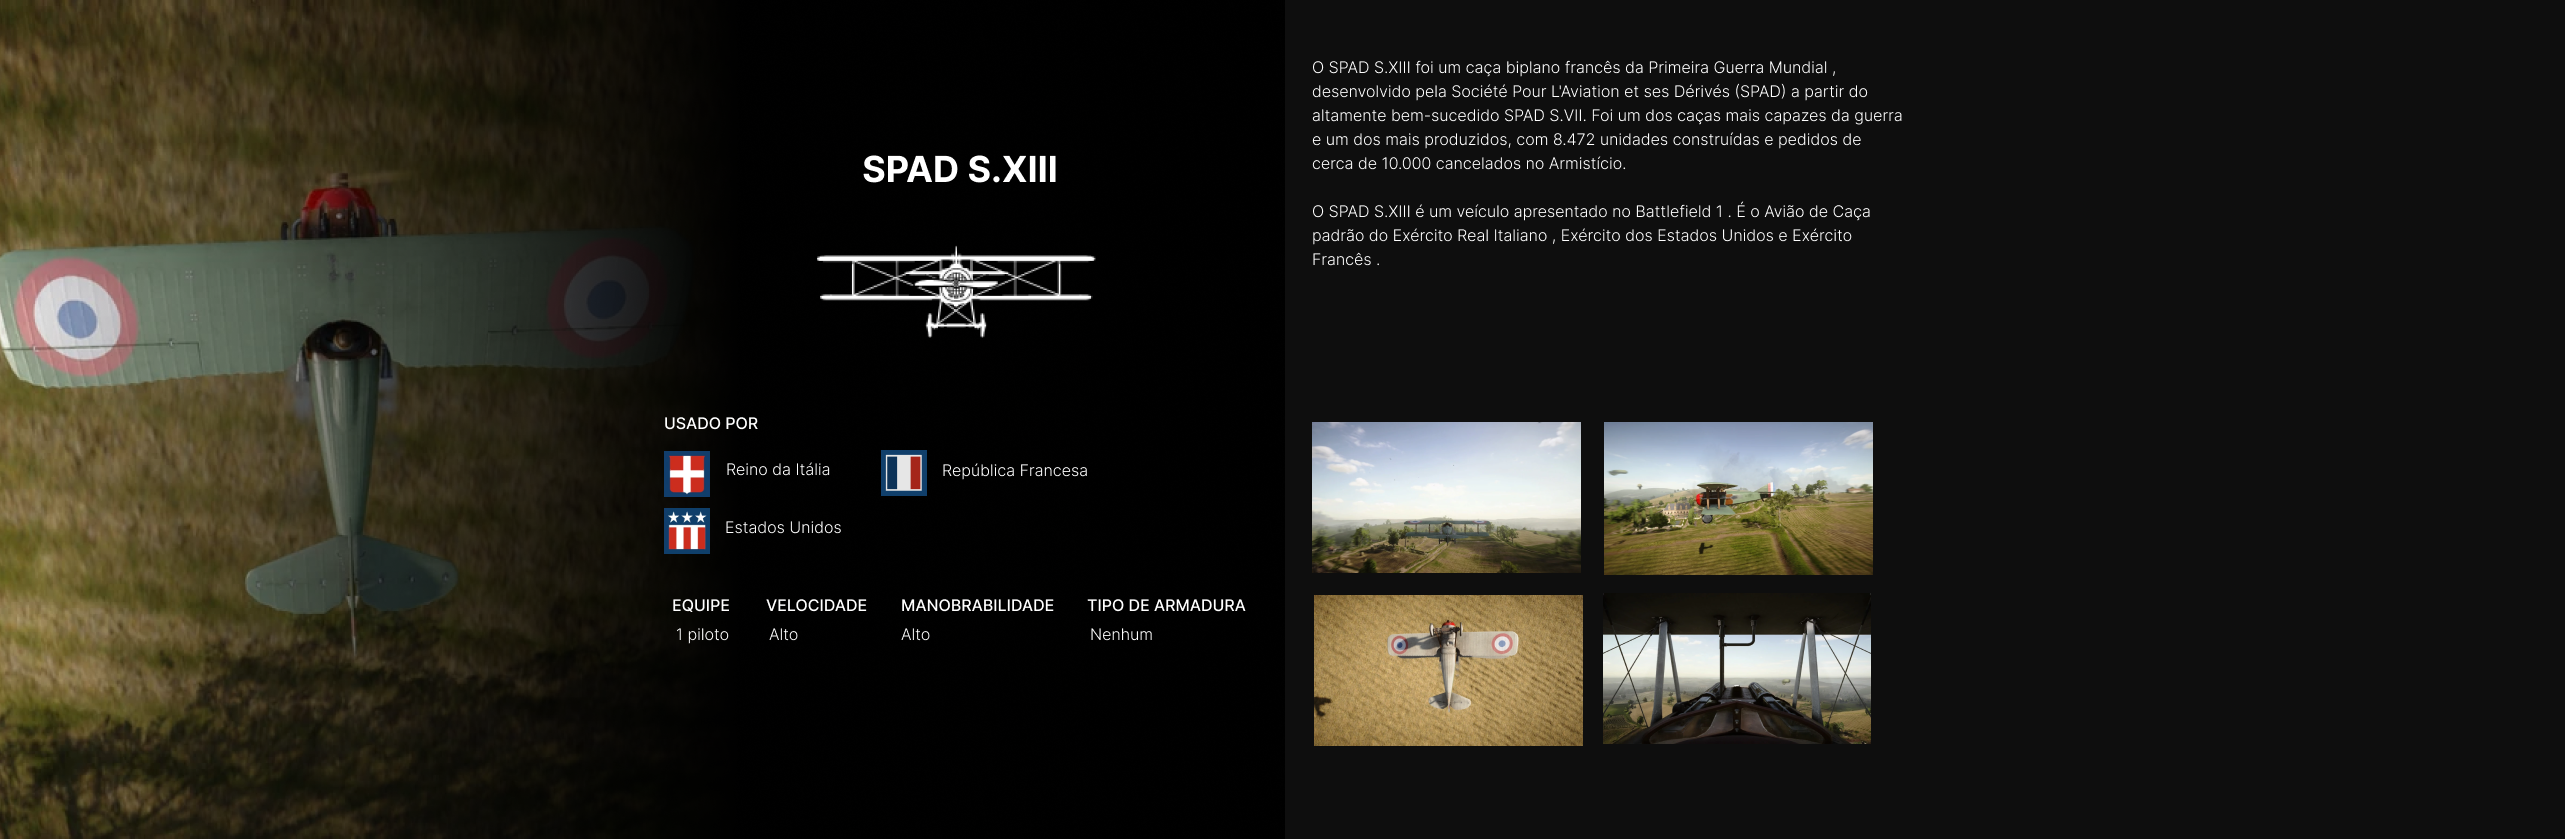 SPAD S.XIII
USADO POR
Reino da Itália
República Francesa
Estados Unidos
EQUIPE VELOCIDADE MANOBRABILIDADE TIPO DE ARMADURA
1 piloto Alto Alto Nenhum
O SPAD S.XIII foi um caça biplano francês da Primeira Guerra Mundial ,
desenvolvido pela Société Pour L'Aviation et ses Dérivés (SPAD) a partir do
altamente bem-sucedido SPAD S.VII. Foi um dos caças mais capazes da guerra
e um dos mais produzidos, com 8.472 unidades construídas e pedidos de
cerca de 10.000 cancelados no Armistício.
O SPAD S.XIII é um veículo apresentado no Battlefield 1 . É o Avião de Caça
padrão do Exército Real Italiano , Exército dos Estados Unidos e Exército
Francês .